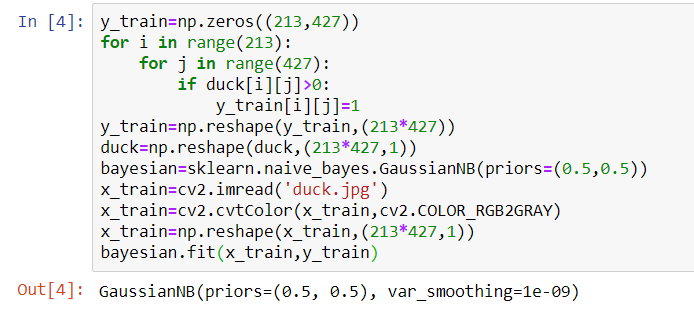 In [4]: y_train=np.zeros((213,427))
for i in range(213):
    for j in range(427):
        if duck[i][j]>0:
            y_train[i][j]=1
y_train=np.reshape(y_train,(213*427))
duck=np.reshape(duck,(213*427,1))
bayesian=sklearn.naive_bayes.GaussianNB(priors=(0.5,0.5))
x_train=cv2.imread('duck.jpg')
x_train=cv2.cvtColor(x_train,cv2.COLOR_RGB2GRAY)
x_train=np.reshape(x_train,(213*427,1))
bayesian.fit(x_train,y_train)
Out[4]: GaussianNB(priors=(0.5, 0.5), var_smoothing=1e-09)